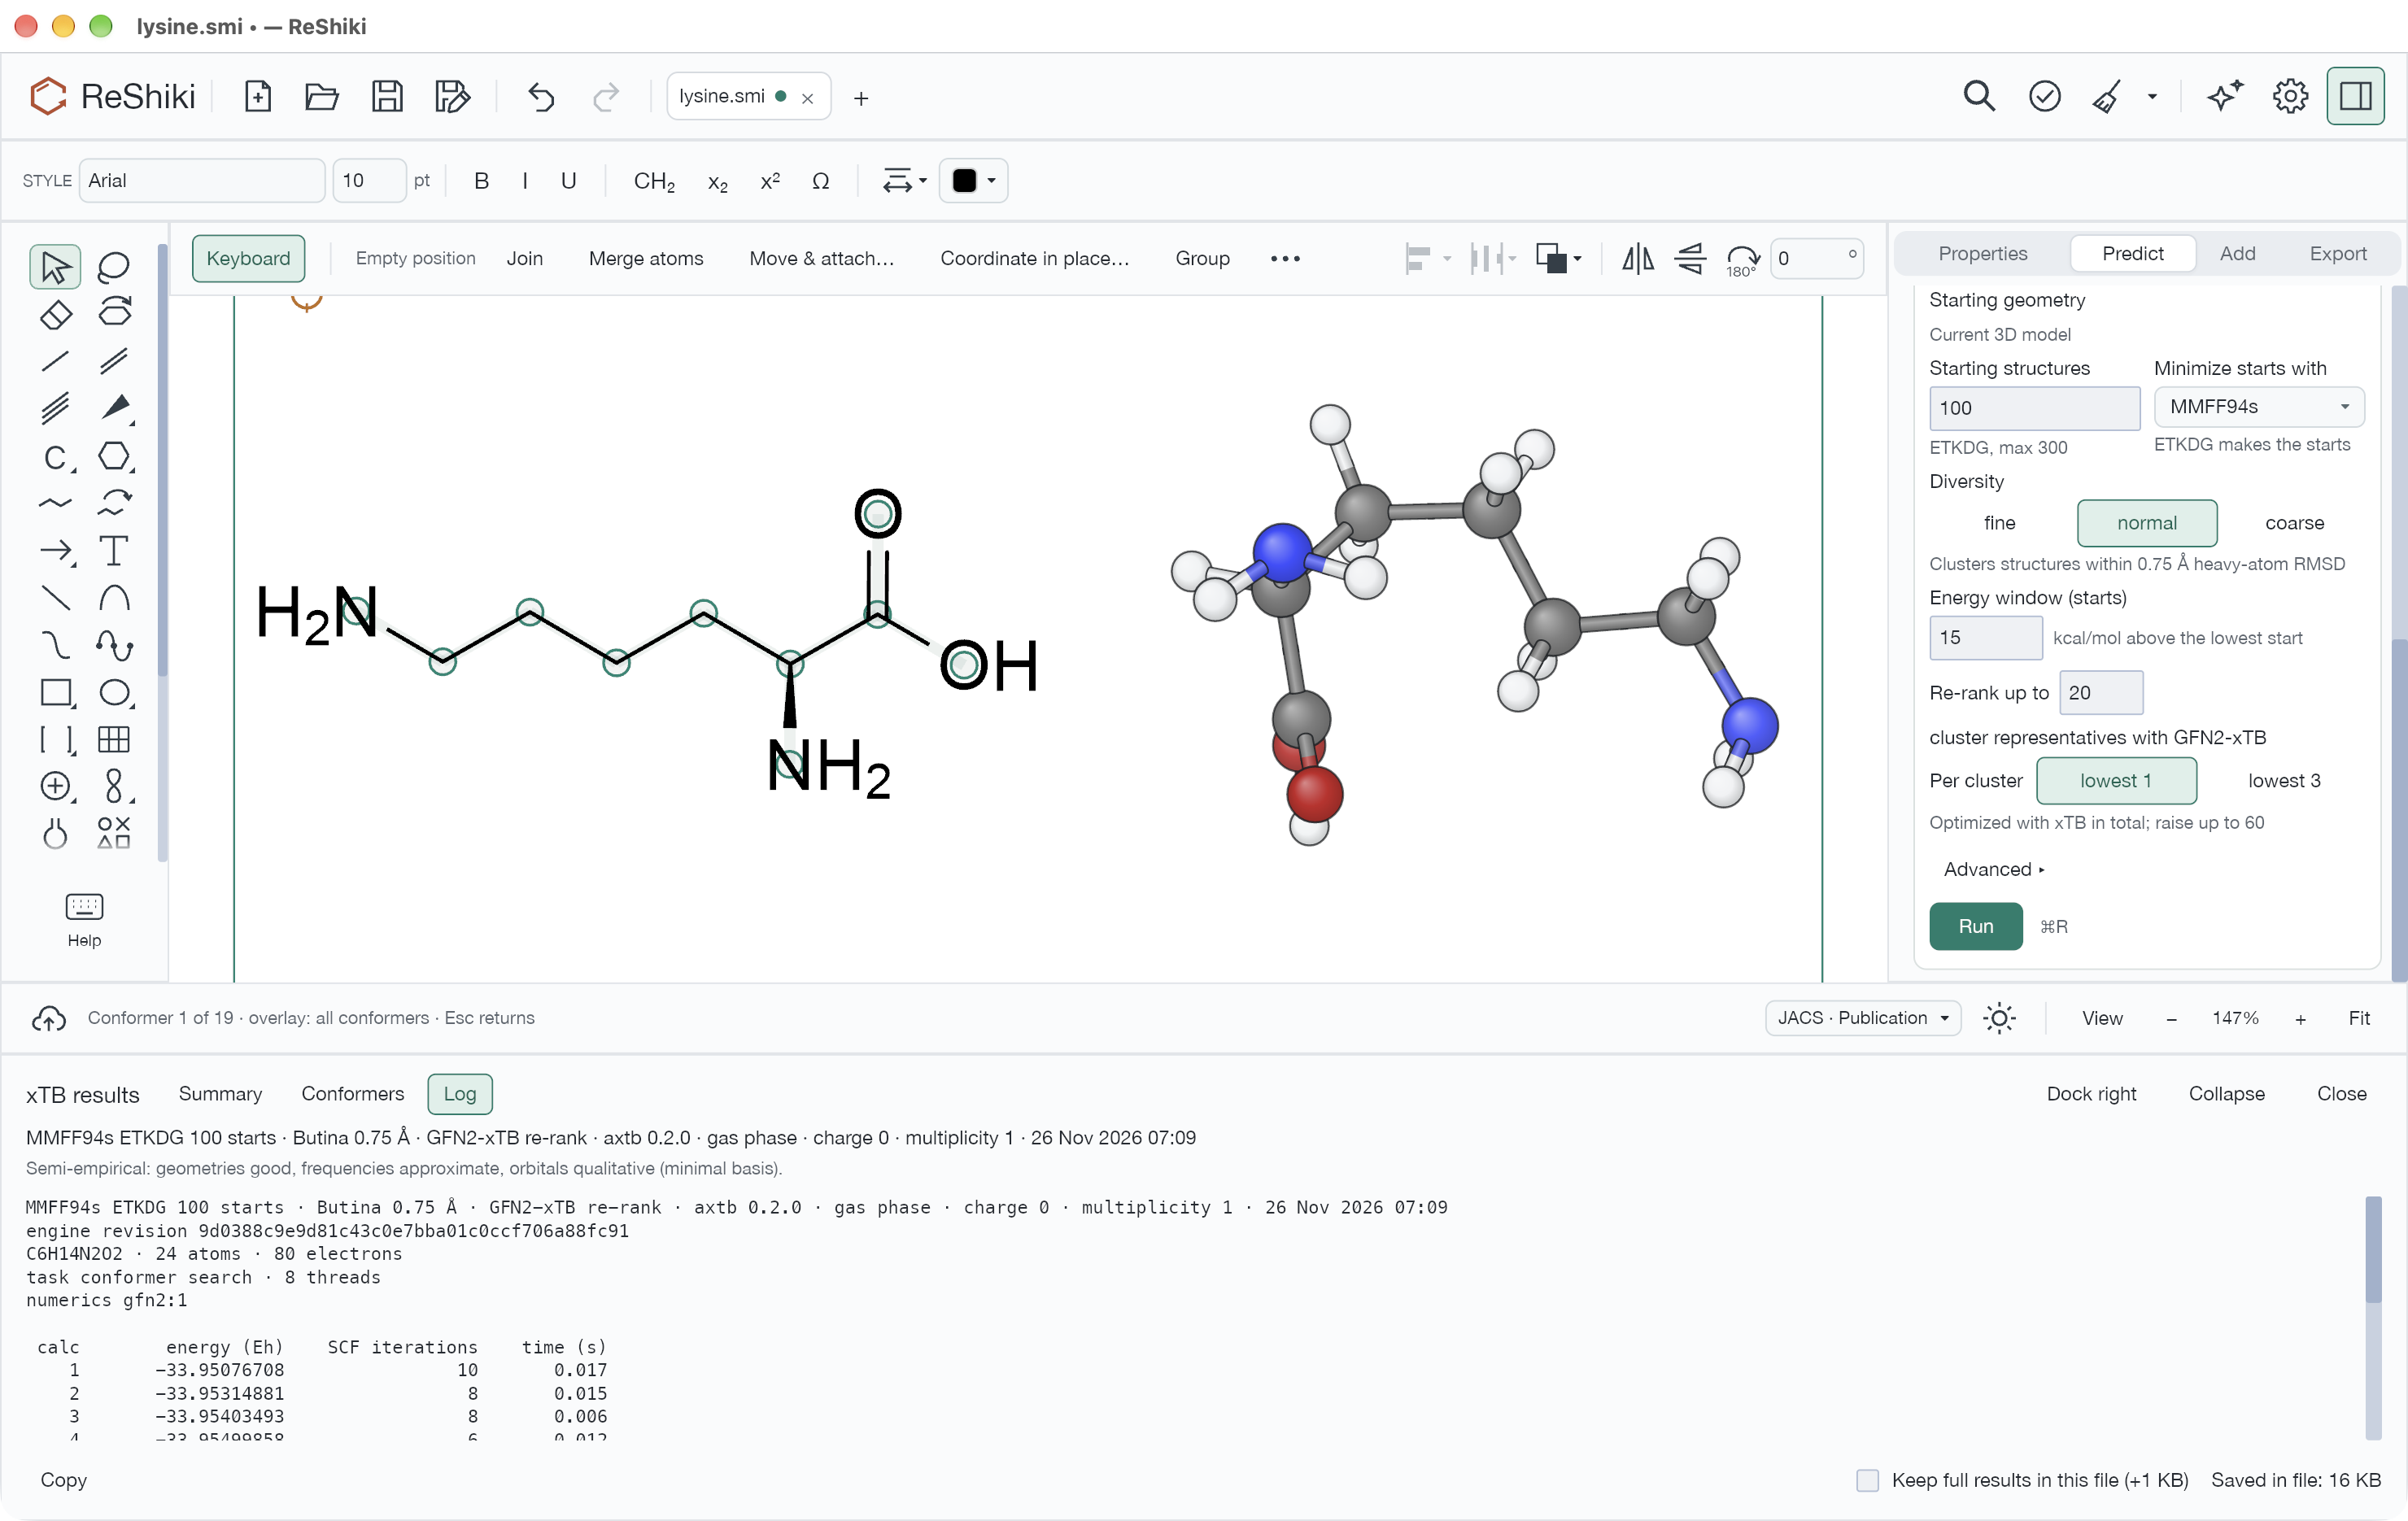 lysine.smi • — ReShiki
ReShiki
lysine.smi
STYLE Arial 10 pt B I U CH₂ x₂ x² Ω
Keyboard Empty position Join Merge atoms Move & attach... Coordinate in place... Group 180° 0 °
Properties Predict Add Export
Starting geometry
Current 3D model
Starting structures Minimize starts with
100 MMFF94s
ETKDG, max 300 ETKDG makes the starts
Diversity
fine normal coarse
Clusters structures within 0.75 Å heavy-atom RMSD
Energy window (starts)
15 kcal/mol above the lowest start
Re-rank up to 20
cluster representatives with GFN2-xTB
Per cluster lowest 1 lowest 3
Optimized with xTB in total; raise up to 60
Advanced
Run ⌘R
C
T
Help
O
H₂N
OH
NH₂
Conformer 1 of 19 · overlay: all conformers · Esc returns
JACS · Publication View − 147% + Fit
xTB results Summary Conformers Log Dock right Collapse Close
MMFF94s ETKDG 100 starts · Butina 0.75 Å · GFN2-xTB re-rank · axtb 0.2.0 · gas phase · charge 0 · multiplicity 1 · 26 Nov 2026 07:09
Semi-empirical: geometries good, frequencies approximate, orbitals qualitative (minimal basis).
MMFF94s ETKDG 100 starts · Butina 0.75 Å · GFN2−xTB re−rank · axtb 0.2.0 · gas phase · charge 0 · multiplicity 1 · 26 Nov 2026 07:09
engine revision 9d0388c9e9d81c43c0e7bba01c0ccf706a88fc91
C6H14N2O2 · 24 atoms · 80 electrons
task conformer search · 8 threads
numerics gfn2:1
calc energy (Eh) SCF iterations time (s)
1 −33.95076708 10 0.017
2 −33.95314881 8 0.015
3 −33.95403493 8 0.006
4 −33.95499858 6 0.012
Copy Keep full results in this file (+1 KB) Saved in file: 16 KB